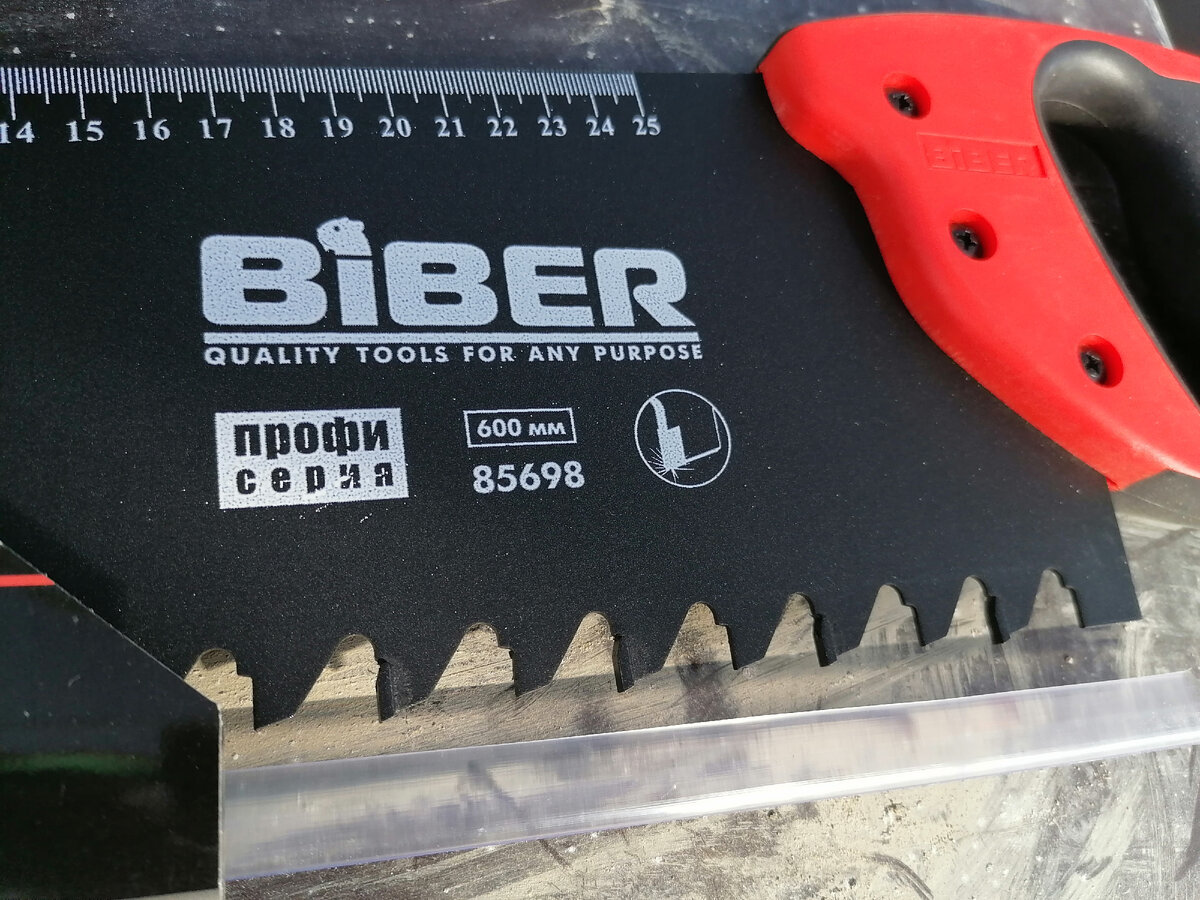 14 15 16 17 18 19 20 21 22 23 24 25
BiBER
BiBER
QUALITY TOOLS FOR ANY PURPOSE
профи
серия
600 мм
85698